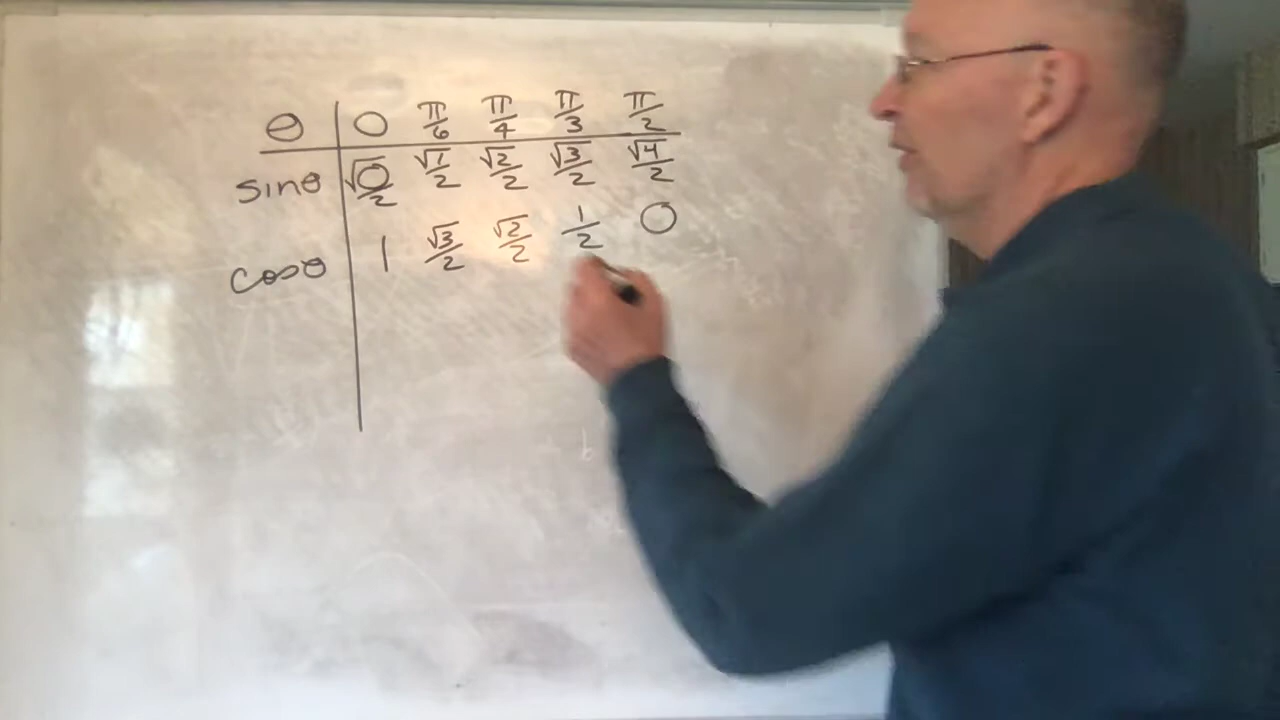 θ 0 π/6 π/4 π/3 π/2
sinθ √0/2 √1/2 √2/2 √3/2 √4/2
cosθ 1 √3/2 √2/2 1/2 0